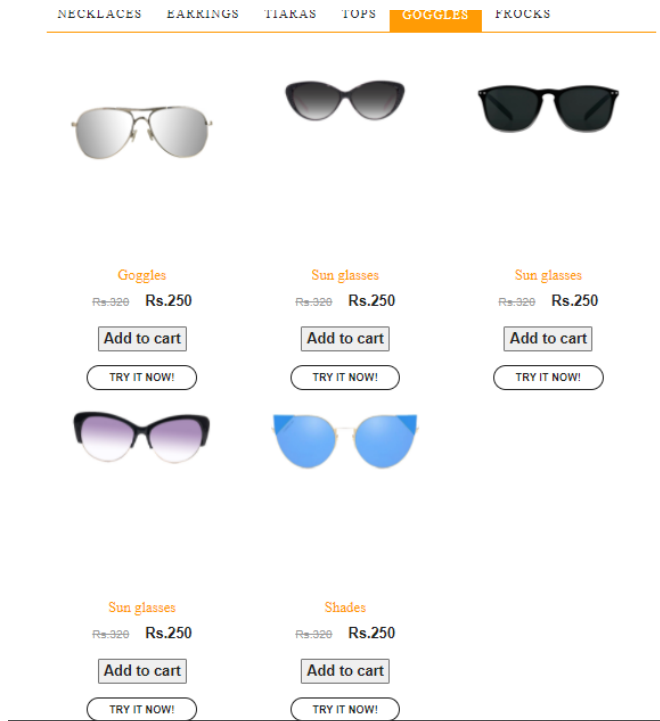 NECKLACES EARRINGS TIARAS TOPS GOGGLES FROCKS
Goggles Sun glasses Sun glasses
Rs.320 Rs.250 Rs.320 Rs.250 Rs.320 Rs.250
Add to cart Add to cart Add to cart
TRY IT NOW! TRY IT NOW! TRY IT NOW!
Sun glasses Shades
Rs.320 Rs.250 Rs.320 Rs.250
Add to cart Add to cart
TRY IT NOW! TRY IT NOW!